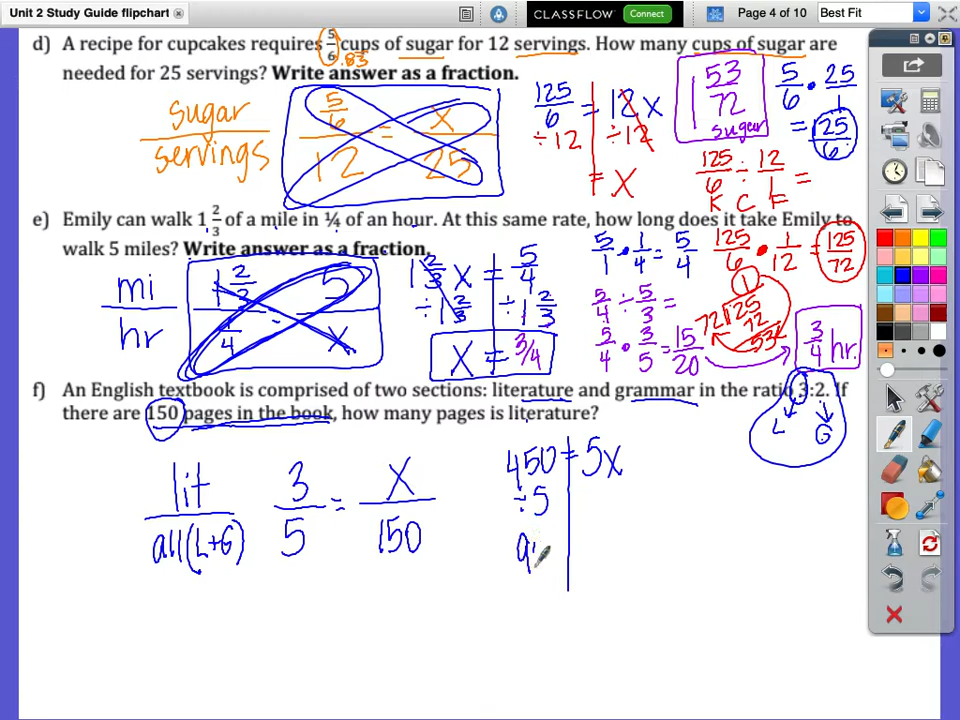 Unit 2 Study Guide flipchart
CLASSFLOW Connect
Page 4 of 10
Best Fit
d) A recipe for cupcakes requires 5/6 cups of sugar for 12 servings. How many cups of sugar are
.83
needed for 25 servings? Write answer as a fraction.
sugar/servings
5/6 / 12 = x/25
125/6 = 12x
÷12 ÷12
= x
1 53/72 sugar
5/6 · 25/1
= 125/6
125/6 ÷ 12/1 =
K C F
125/6 · 1/12 = 125/72
e) Emily can walk 1 2/3 of a mile in ¼ of an hour. At this same rate, how long does it take Emily to
walk 5 miles? Write answer as a fraction.
mi/hr
1 2/3 / 1/4 = 5/x
1 2/3 x = 5/4
÷1 2/3 ÷1 2/3
x = 3/4
5/1 · 1/4 = 5/4
5/4 ÷ 5/3 =
5/4 · 3/5 = 15/20
1
72 125
72
53
3/4 hr.
f) An English textbook is comprised of two sections: literature and grammar in the ratio 3:2. If
there are 150 pages in the book, how many pages is literature?
L G
lit/all(L+G) 3/5 = x/150
450 = 5x
÷5